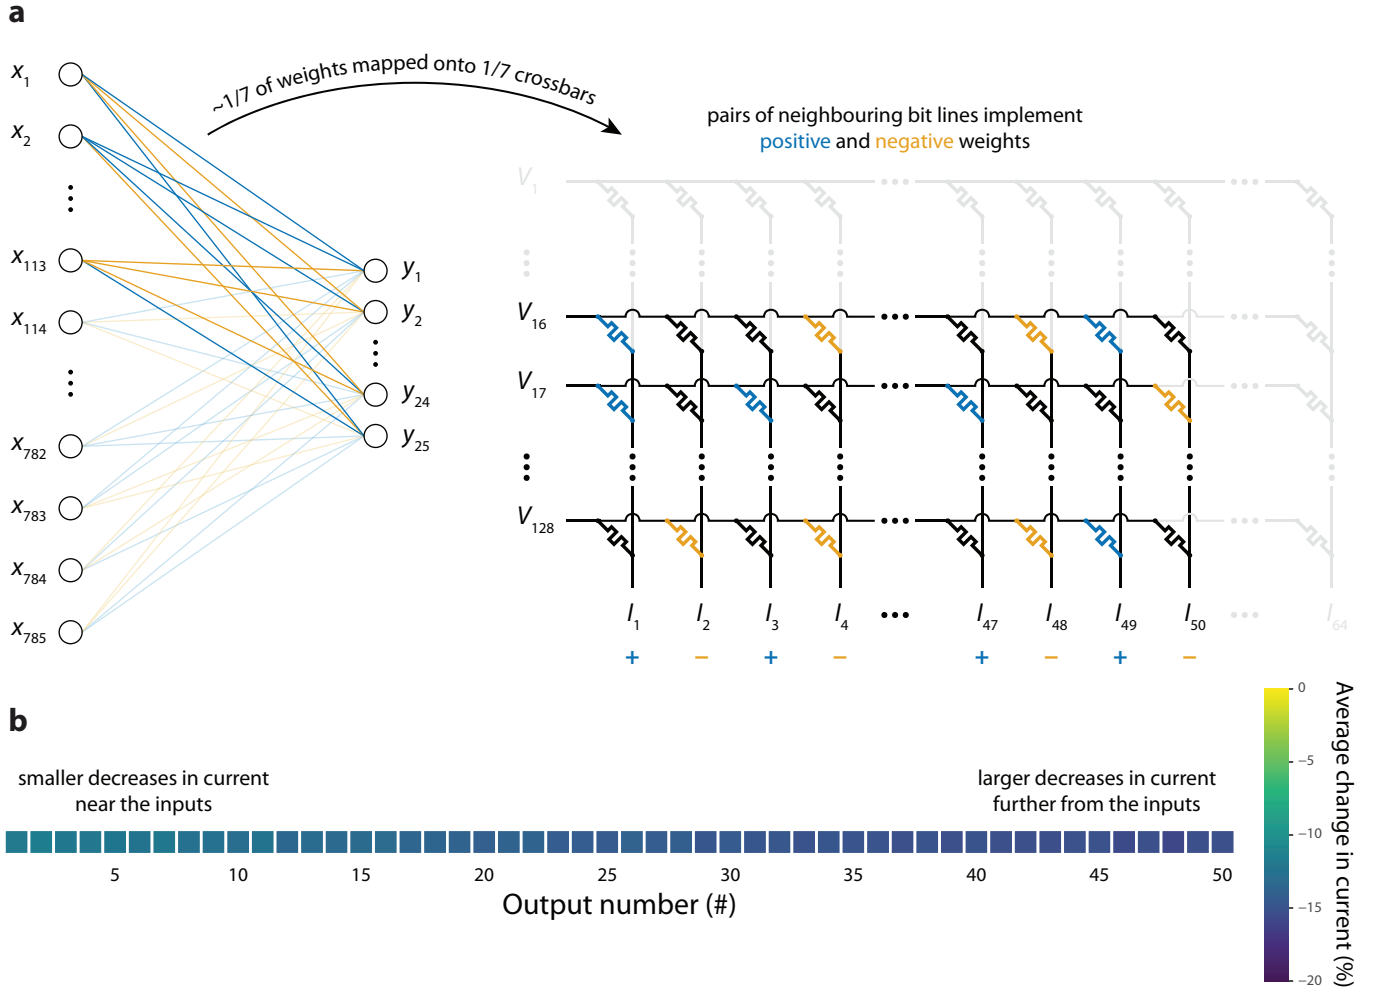 a
~1/7 of weights mapped onto 1/7 crossbars
x1
x2
x113
x114
x782
x783
x784
x785
y1
y2
y24
y25
pairs of neighbouring bit lines implement
positive and negative weights
V1
V16
V17
V128
I1 I2 I3 I4 I47 I48 I49 I50 I64
+ − + − + − + −
b
smaller decreases in current
near the inputs
larger decreases in current
further from the inputs
5 10 15 20 25 30 35 40 45 50
Output number (#)
0
−5
−10
−15
−20
Average change in current (%)